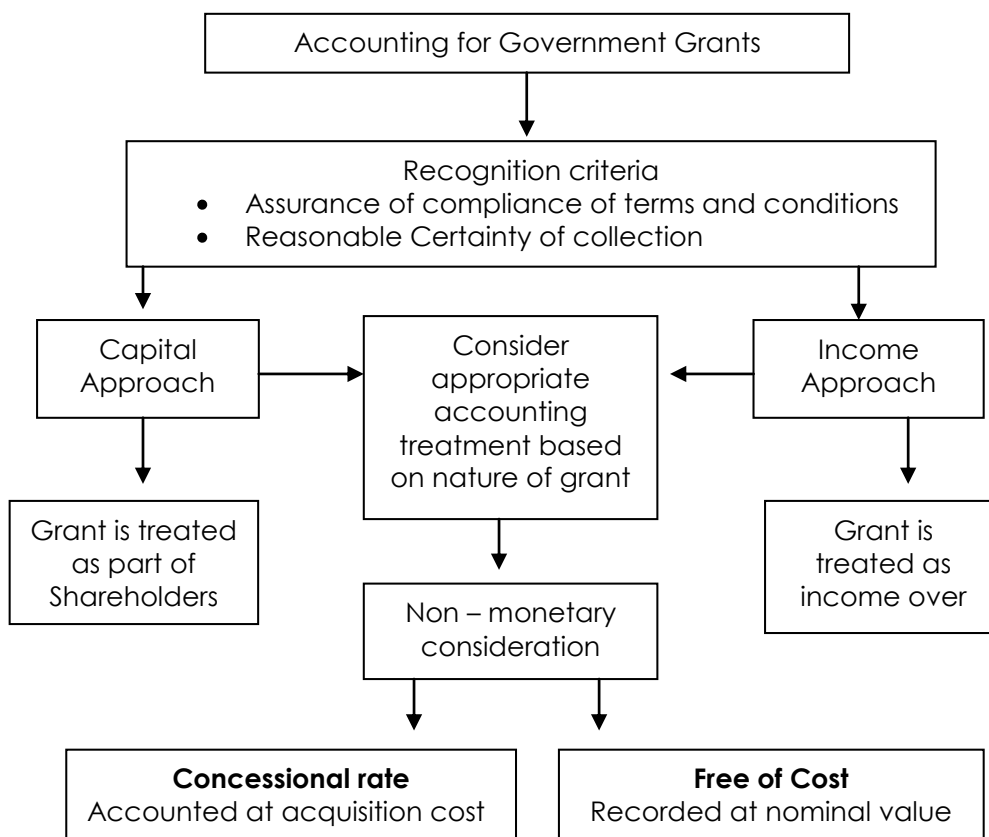 Accounting for Government Grants
Recognition criteria
• Assurance of compliance of terms and conditions
• Reasonable Certainty of collection
Capital
Approach
Consider
appropriate
accounting
treatment based
on nature of grant
Income
Approach
Grant is treated
as part of
Shareholders
Grant is
treated as
income over
Non – monetary
consideration
Concessional rate
Accounted at acquisition cost
Free of Cost
Recorded at nominal value